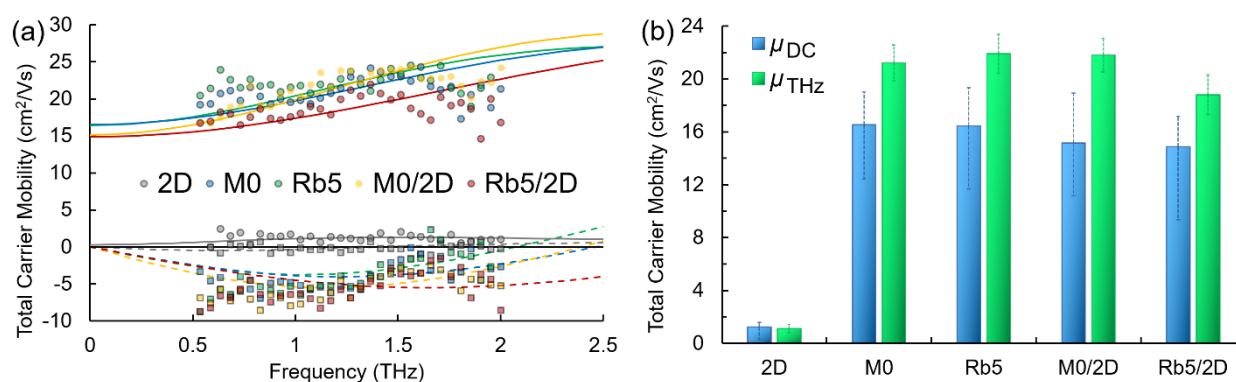 (a)
Total Carrier Mobility (cm²/Vs)
30
25
20
15
10
5
0
-5
-10
2D M0 Rb5 M0/2D Rb5/2D
0 0.5 1 1.5 2 2.5
Frequency (THz)
(b)
Total Carrier Mobility (cm²/Vs)
24
20
16
12
8
4
0
μDC
μTHz
2D M0 Rb5 M0/2D Rb5/2D